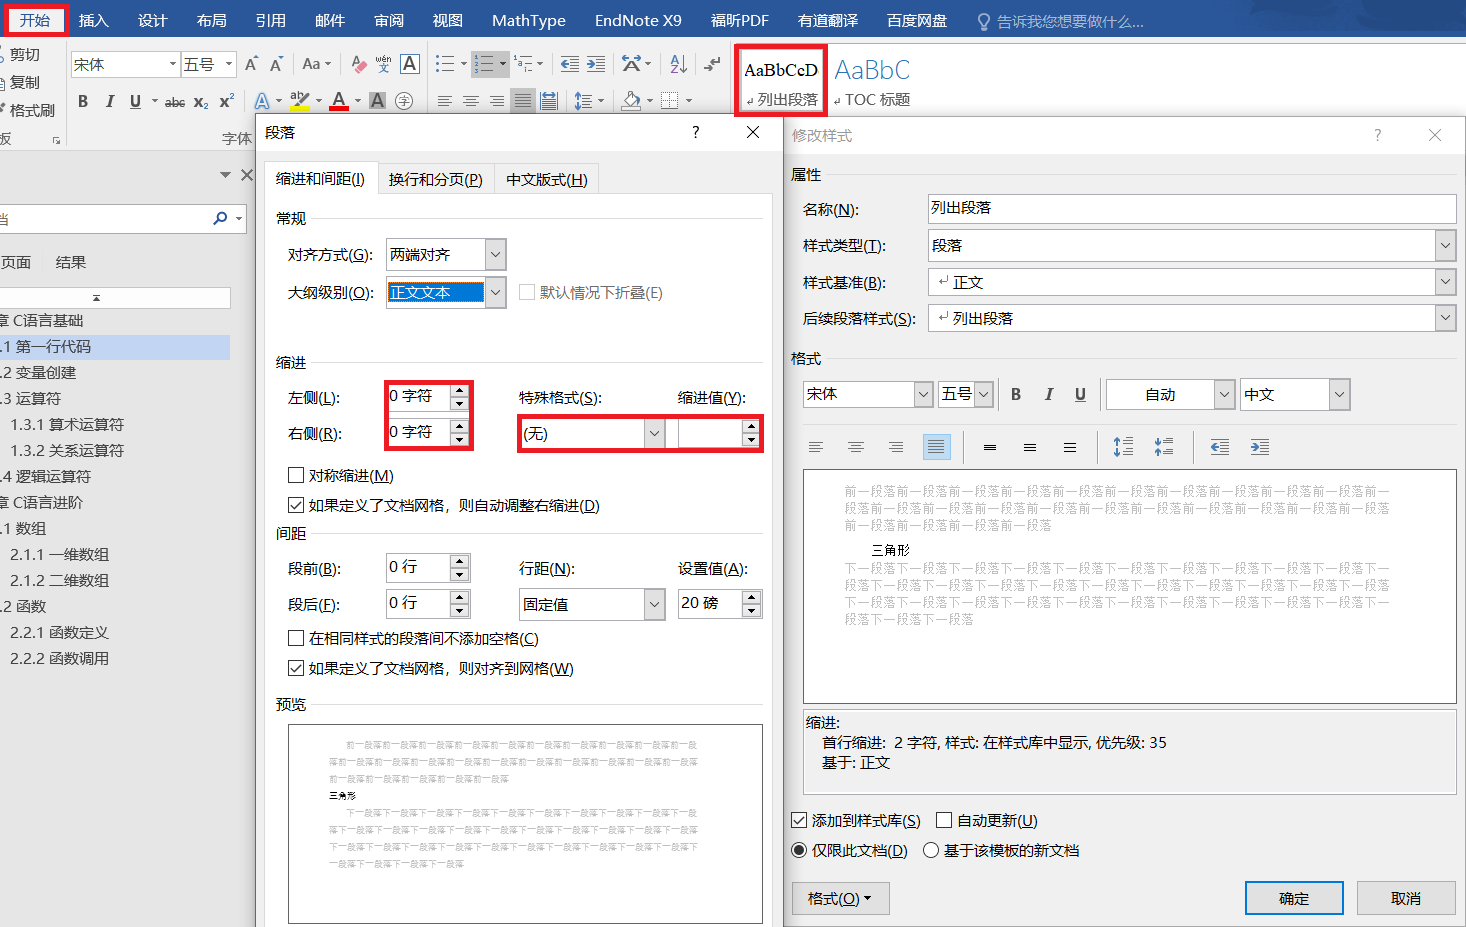 开始 插入 设计 布局 引用 邮件 审阅 视图 MathType EndNote X9 福昕PDF 有道翻译 百度网盘 告诉我您想要做什么...
剪切
复制
格式刷
板
宋体 五号 A A Aa wén 文 A
B I U abc x₂ x² A ab A A 字
字体
AaBbCcD
列出段落
AaBbC
TOC 标题
当
页面 结果
章 C语言基础
.1 第一行代码
.2 变量创建
.3 运算符
1.3.1 算术运算符
1.3.2 关系运算符
.4 逻辑运算符
章 C语言进阶
.1 数组
2.1.1 一维数组
2.1.2 二维数组
.2 函数
2.2.1 函数定义
2.2.2 函数调用
段落 ?
缩进和间距(I) 换行和分页(P) 中文版式(H)
常规
对齐方式(G): 两端对齐
大纲级别(O): 正文文本 默认情况下折叠(E)
缩进
左侧(L): 0 字符 特殊格式(S): 缩进值(Y):
右侧(R): 0 字符 (无)
对称缩进(M)
如果定义了文档网格，则自动调整右缩进(D)
间距
段前(B): 0 行 行距(N): 设置值(A):
段后(F): 0 行 固定值 20 磅
在相同样式的段落间不添加空格(C)
如果定义了文档网格，则对齐到网格(W)
预览
前一段落前一段落前一段落前一段落前一段落前一段落前一段落前一段落前一段落前一段
落前一段落前一段落前一段落前一段落前一段落前一段落前一段落前一段落前一段落前一段落
前一段落前一段落前一段落前一段落前一段落
三角形
下一段落下一段落下一段落下一段落下一段落下一段落下一段落下一段落下一段落下一段
落下一段落下一段落下一段落下一段落下一段落下一段落下一段落下一段落下一段落下一段落
下一段落下一段落下一段落下一段落下一段落下一段落下一段落下一段落下一段落下一段落下
一段落下一段落下一段落下一段落
修改样式 ?
属性
名称(N): 列出段落
样式类型(T): 段落
样式基准(B): 正文
后续段落样式(S): 列出段落
格式
宋体 五号 B I U 自动 中文
前一段落前一段落前一段落前一段落前一段落前一段落前一段落前一段落前一段落前一段落前一
段落前一段落前一段落前一段落前一段落前一段落前一段落前一段落前一段落前一段落前一段落
前一段落前一段落前一段落前一段落
三角形
下一段落下一段落下一段落下一段落下一段落下一段落下一段落下一段落下一段落下一段落下一
段落下一段落下一段落下一段落下一段落下一段落下一段落下一段落下一段落下一段落下一段落
下一段落下一段落下一段落下一段落下一段落下一段落下一段落下一段落下一段落下一段落下一
段落下一段落下一段落
缩进:
首行缩进: 2 字符, 样式: 在样式库中显示, 优先级: 35
基于: 正文
添加到样式库(S) 自动更新(U)
仅限此文档(D) 基于该模板的新文档
格式(O) 确定 取消